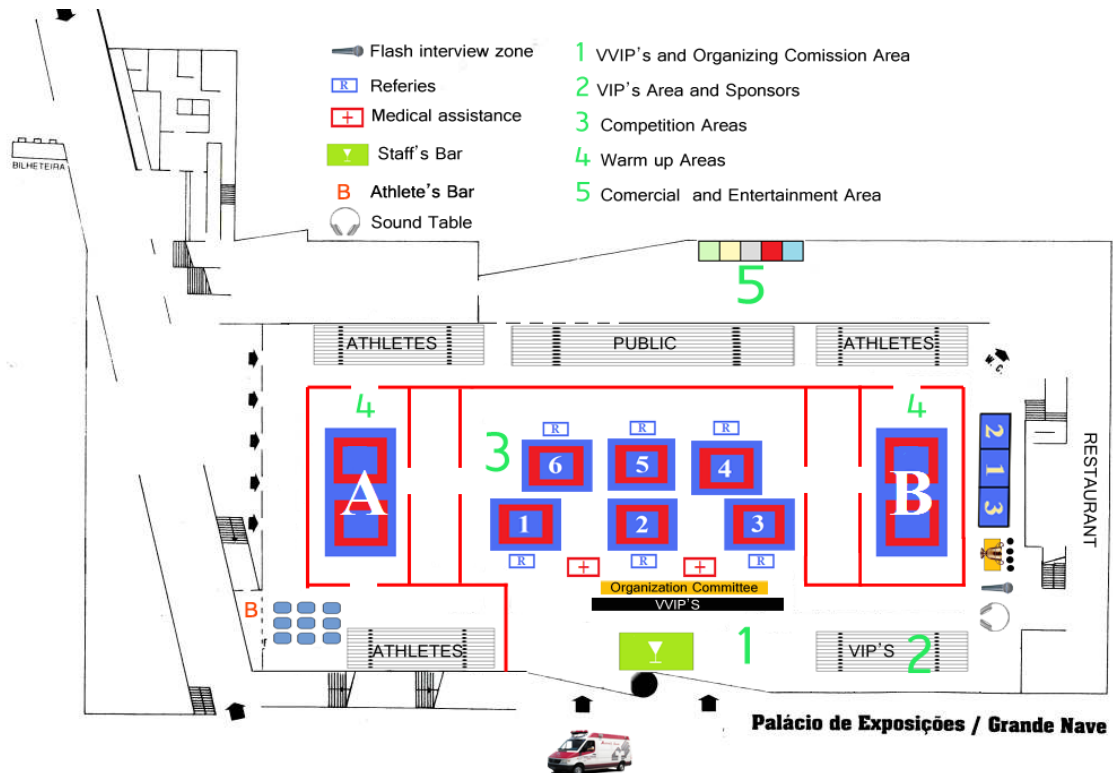 Flash interview zone
R Referies
Medical assistance
Staff's Bar
B Athlete's Bar
Sound Table
1 VVIP's and Organizing Comission Area
2 VIP's Area and Sponsors
3 Competition Areas
4 Warm up Areas
5 Comercial and Entertainment Area
BILHETEIRA
5
ATHLETES
PUBLIC
ATHLETES
W. C.
4
4
3
R
R
R
6
5
4
A
B
1
2
3
R
R
R
2
1
3
RESTAURANT
Organization Committee
VVIP'S
B
ATHLETES
1
VIP'S
2
Palácio de Exposições / Grande Nave